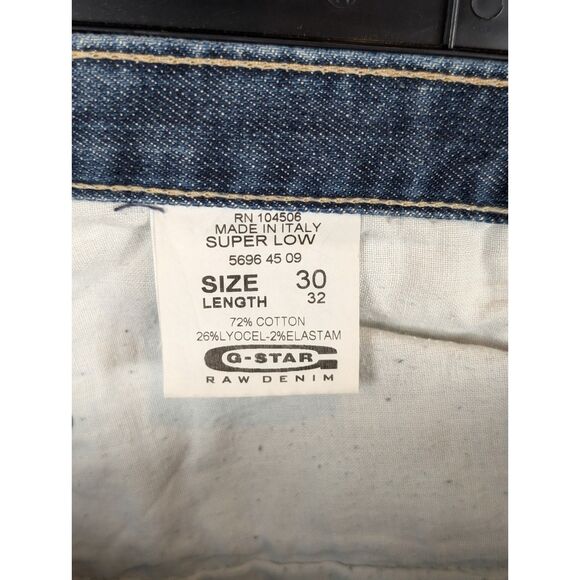 RN 104506
MADE IN ITALY
SUPER LOW
5696 45 09
SIZE 30
LENGTH 32
72% COTTON
26%LYOCEL-2%ELASTAM
G-STAR
RAW DENIM